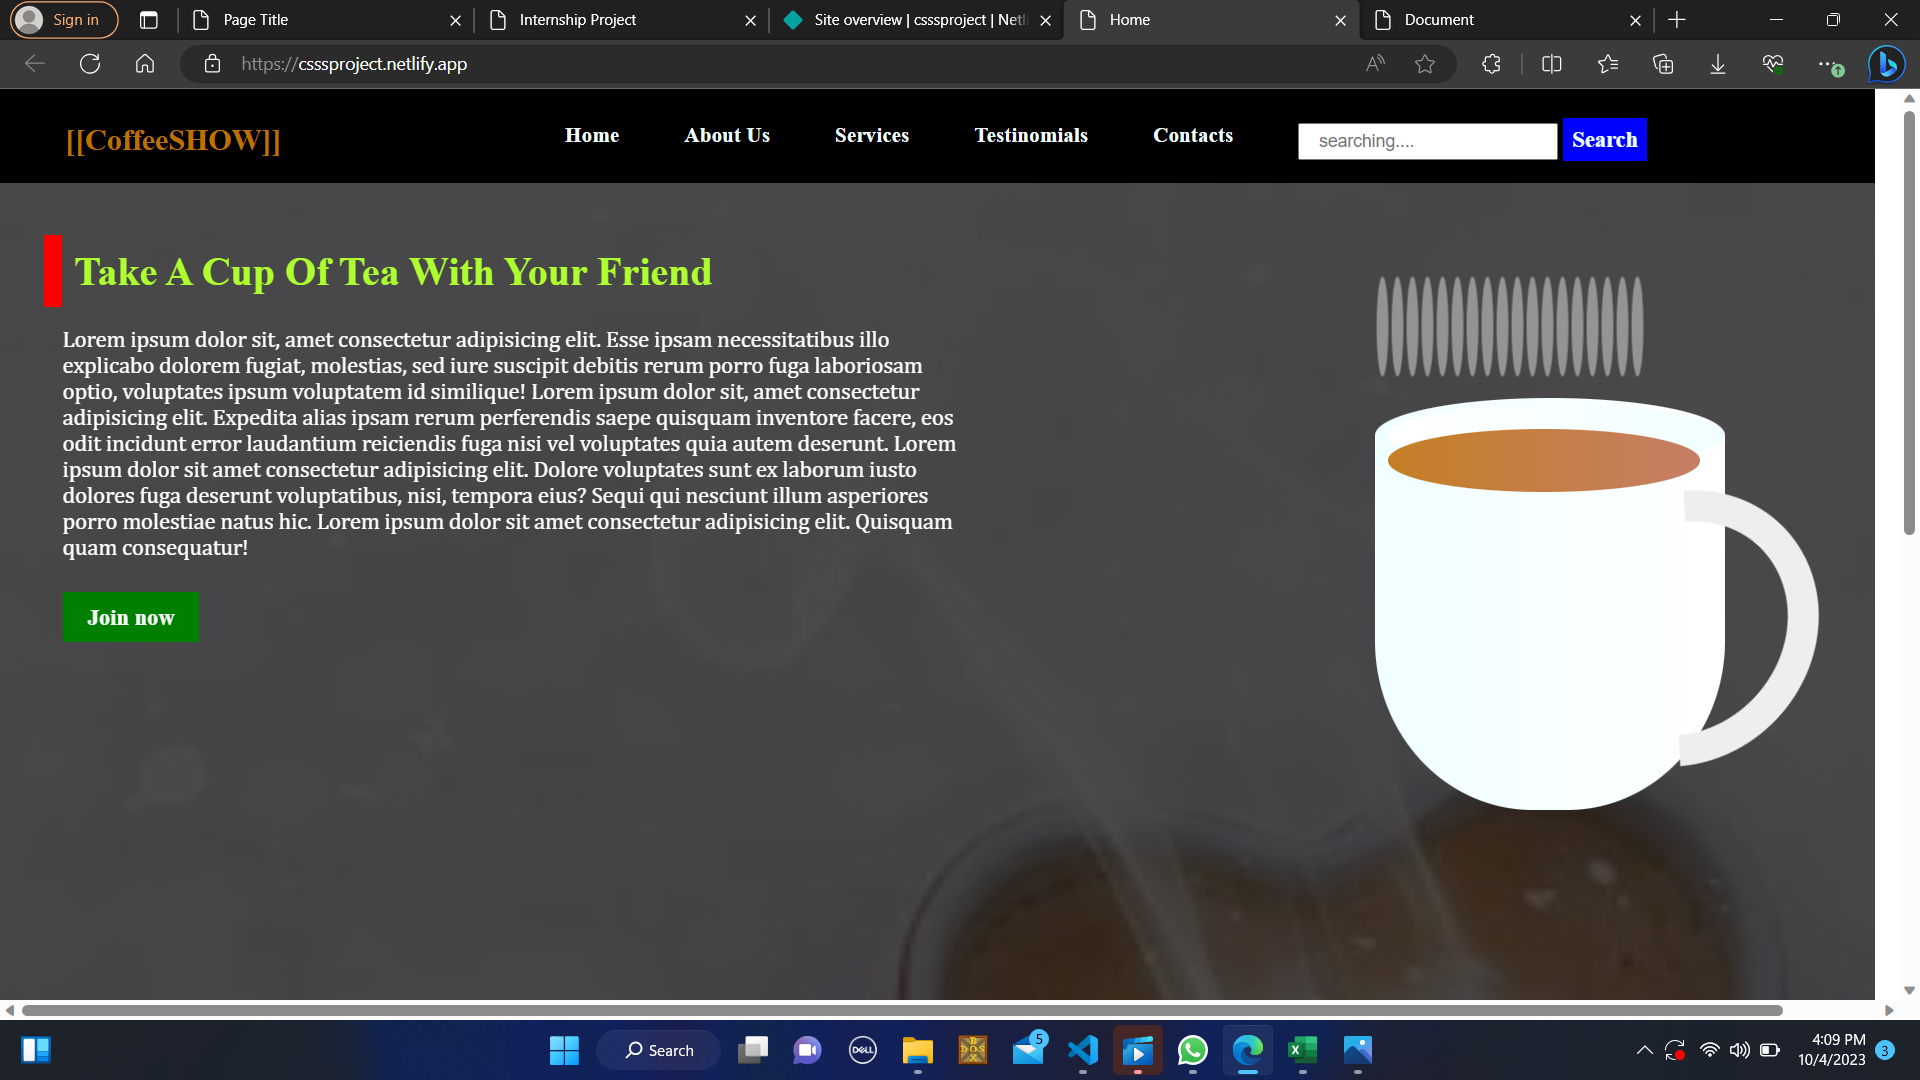 Sign in
Page Title
Internship Project
Site overview | csssproject | Netli
Home
Document
https://csssproject.netlify.app
[[CoffeeSHOW]]
Home
About Us
Services
Testinomials
Contacts
searching....
Search
Take A Cup Of Tea With Your Friend
Lorem ipsum dolor sit, amet consectetur adipisicing elit. Esse ipsam necessitatibus illo
explicabo dolorem fugiat, molestias, sed iure suscipit debitis rerum porro fuga laboriosam
optio, voluptates ipsum voluptatem id similique! Lorem ipsum dolor sit, amet consectetur
adipisicing elit. Expedita alias ipsam rerum perferendis saepe quisquam inventore facere, eos
odit incidunt error laudantium reiciendis fuga nisi vel voluptates quia autem deserunt. Lorem
ipsum dolor sit amet consectetur adipisicing elit. Dolore voluptates sunt ex laborum iusto
dolores fuga deserunt voluptatibus, nisi, tempora eius? Sequi qui nesciunt illum asperiores
porro molestiae natus hic. Lorem ipsum dolor sit amet consectetur adipisicing elit. Quisquam
quam consequatur!
Join now
Search
DELL
DOS
BOX
5
4:09 PM
10/4/2023
3